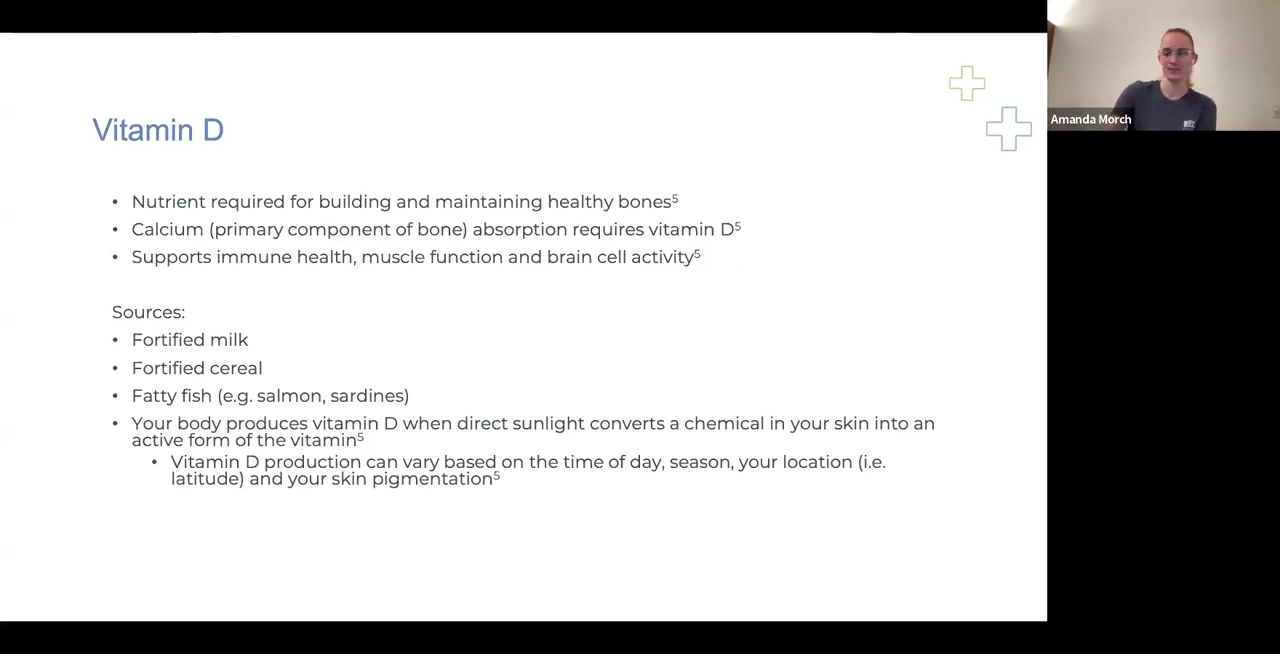 Vitamin D
• Nutrient required for building and maintaining healthy bones⁵
• Calcium (primary component of bone) absorption requires vitamin D⁵
• Supports immune health, muscle function and brain cell activity⁵
Sources:
• Fortified milk
• Fortified cereal
• Fatty fish (e.g. salmon, sardines)
• Your body produces vitamin D when direct sunlight converts a chemical in your skin into an
active form of the vitamin⁵
• Vitamin D production can vary based on the time of day, season, your location (i.e.
latitude) and your skin pigmentation⁵
Amanda Morch